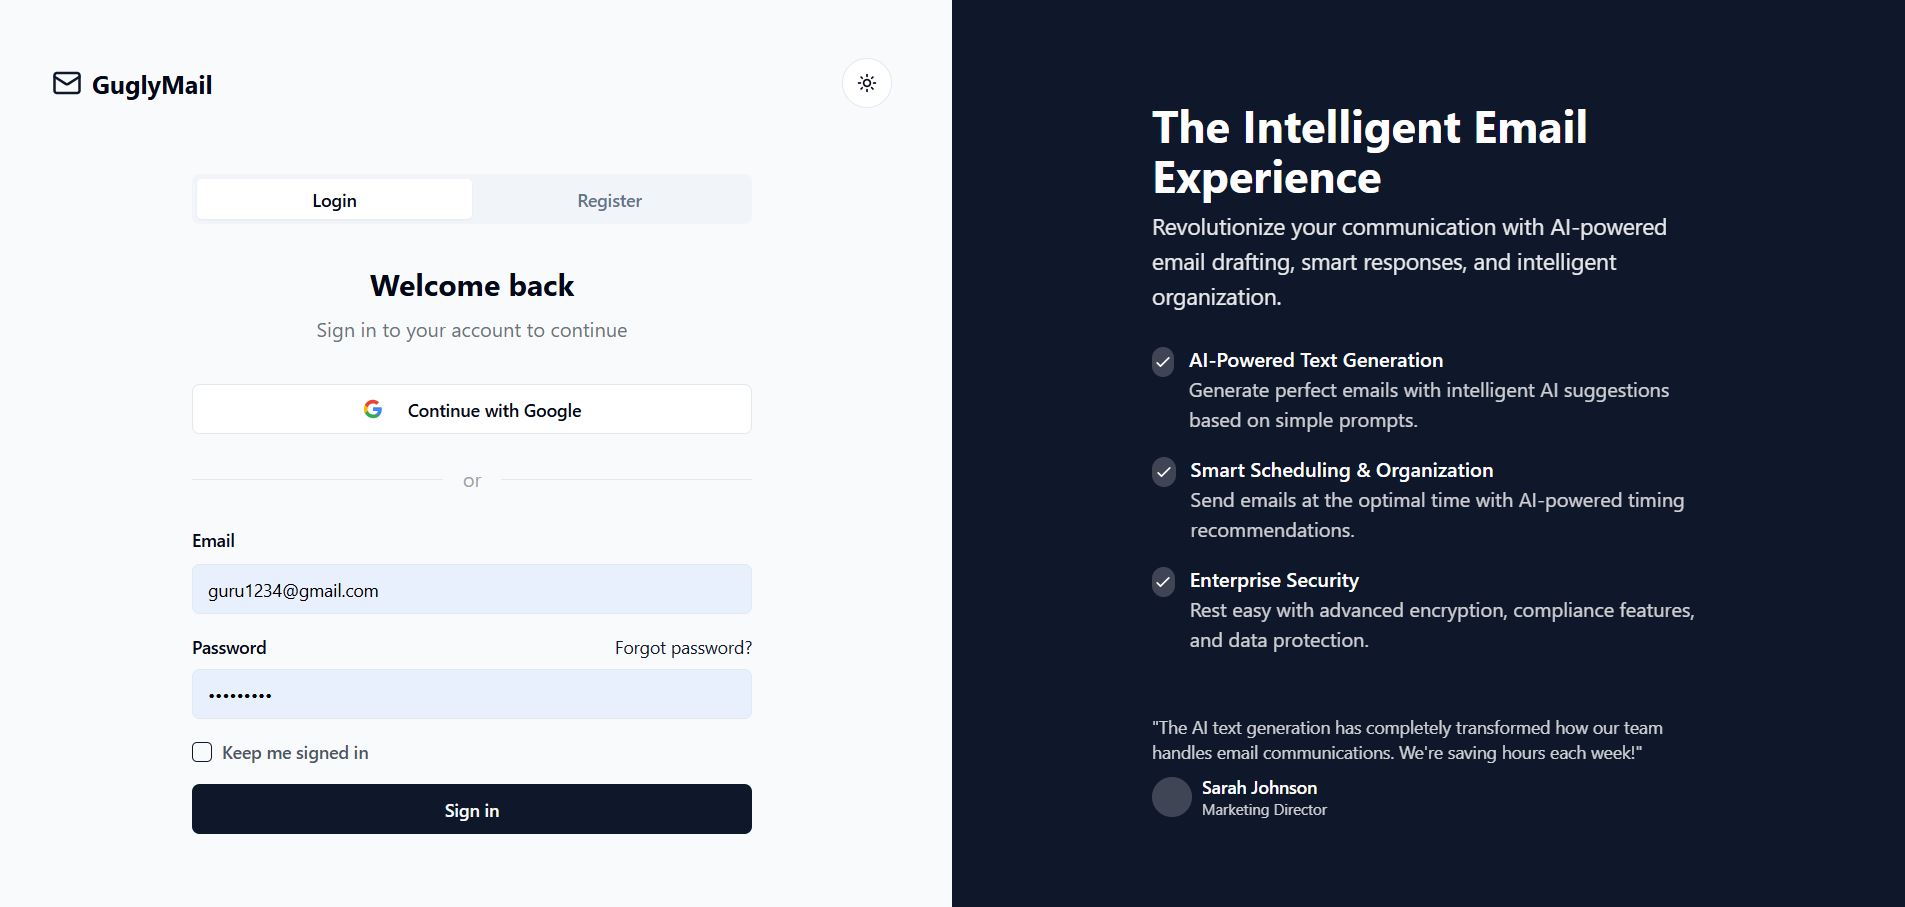 GuglyMail
Login
Register
Welcome back
Sign in to your account to continue
Continue with Google
or
Email
guru1234@gmail.com
Password
Forgot password?
•••••••••
Keep me signed in
Sign in
The Intelligent Email
Experience
Revolutionize your communication with AI-powered
email drafting, smart responses, and intelligent
organization.
AI-Powered Text Generation
Generate perfect emails with intelligent AI suggestions
based on simple prompts.
Smart Scheduling & Organization
Send emails at the optimal time with AI-powered timing
recommendations.
Enterprise Security
Rest easy with advanced encryption, compliance features,
and data protection.
"The AI text generation has completely transformed how our team
handles email communications. We're saving hours each week!"
Sarah Johnson
Marketing Director